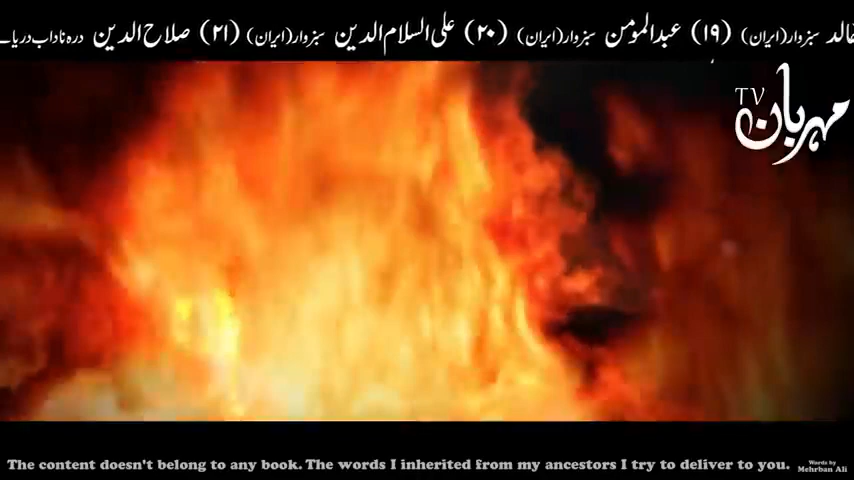 خالد سبزوار(ایران) (۱۹) عبدالمومن سبزوار(ایران) (۲۰) علی السلام الدین سبزوار(ایران) (۲۱) صلاح الدین درہ ناداب دریائے
TV
مہربان
The content doesn't belong to any book. The words I inherited from my ancestors I try to deliver to you.
Words by
Mehrban Ali